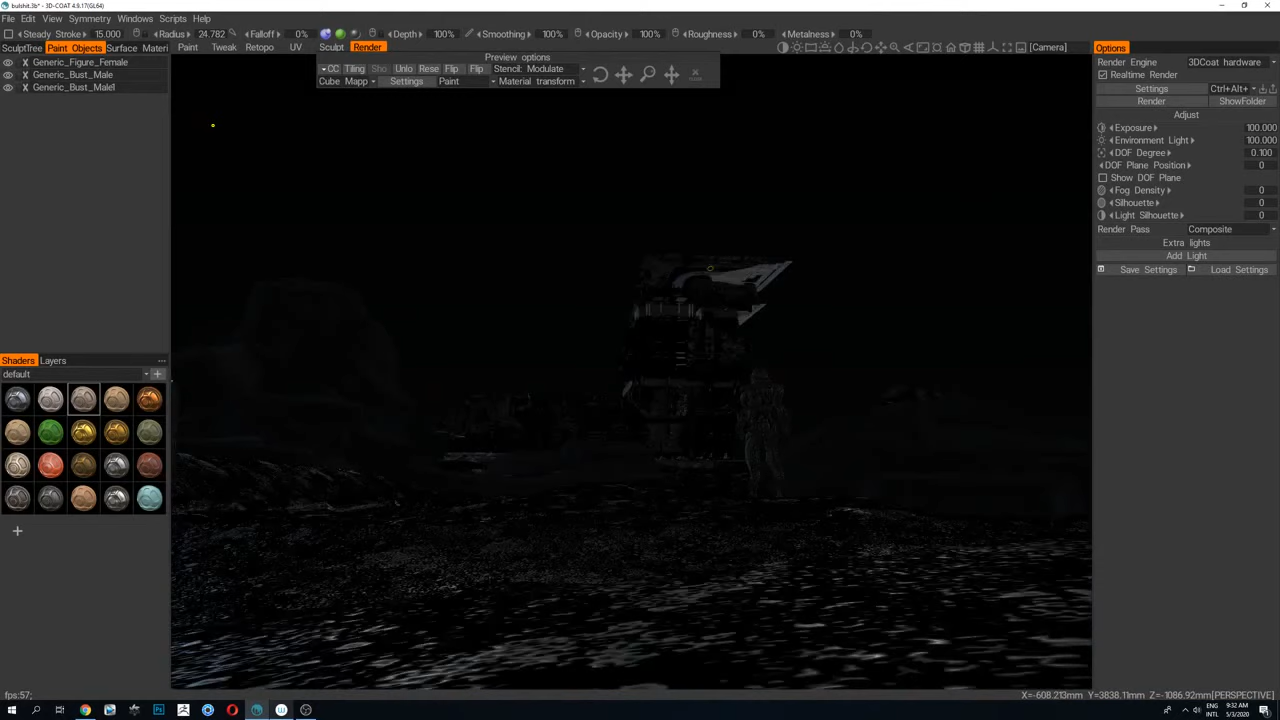 bulshit.3b* - 3D-COAT 4.9.17(GL64)
File Edit View Symmetry Windows Scripts Help
Steady Stroke 15.000 Radius 24.782 Falloff 0% Depth 100% Smoothing 100% Opacity 100% Roughness 0% Metalness 0%
SculptTree Paint Objects Surface Materi Paint Tweak Retopo UV Sculpt Render [Camera] Options
Generic_Figure_Female
Generic_Bust_Male
Generic_Bust_Male1
Preview options
CC Tiling Sho Unlo Rese Flip Flip Stencil: Modulate
Cube Mapp Settings Paint Material transform
CLOSE
Render Engine 3DCoat hardware
Realtime Render
Settings Ctrl+Alt+
Render ShowFolder
Adjust
Exposure 100.000
Environment Light 100.000
DOF Degree 0.100
DOF Plane Position 0
Show DOF Plane
Fog Density 0
Silhouette 0
Light Silhouette 0
Render Pass Composite
Extra lights
Add Light
Save Settings Load Settings
Shaders Layers
default
fps:57;
X=-608.213mm Y=3838.11mm Z=-1086.92mm[PERSPECTIVE]
ENG
INTL
9:32 AM
5/3/2020